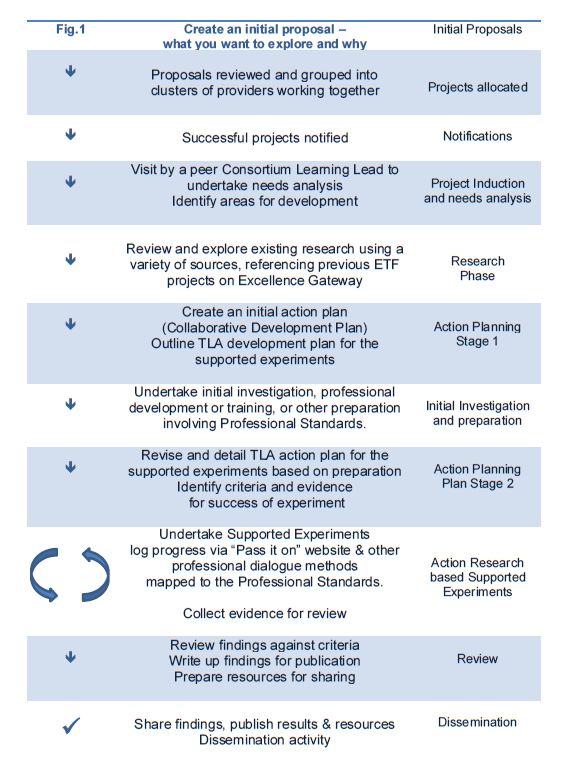 Fig.1
Create an initial proposal –
what you want to explore and why
Initial Proposals
Proposals reviewed and grouped into
clusters of providers working together
Projects allocated
Successful projects notified
Notifications
Visit by a peer Consortium Learning Lead to
undertake needs analysis
Identify areas for development
Project Induction
and needs analysis
Review and explore existing research using a
variety of sources, referencing previous ETF
projects on Excellence Gateway
Research
Phase
Create an initial action plan
(Collaborative Development Plan)
Outline TLA development plan for the
supported experiments
Action Planning
Stage 1
Undertake initial investigation, professional
development or training, or other preparation
involving Professional Standards.
Initial Investigation
and preparation
Revise and detail TLA action plan for the
supported experiments based on preparation
Identify criteria and evidence
for success of experiment
Action Planning
Plan Stage 2
Undertake Supported Experiments
log progress via “Pass it on” website & other
professional dialogue methods
mapped to the Professional Standards.
Collect evidence for review
Action Research
based Supported
Experiments
Review findings against criteria
Write up findings for publication
Prepare resources for sharing
Review
Share findings, publish results & resources
Dissemination activity
Dissemination